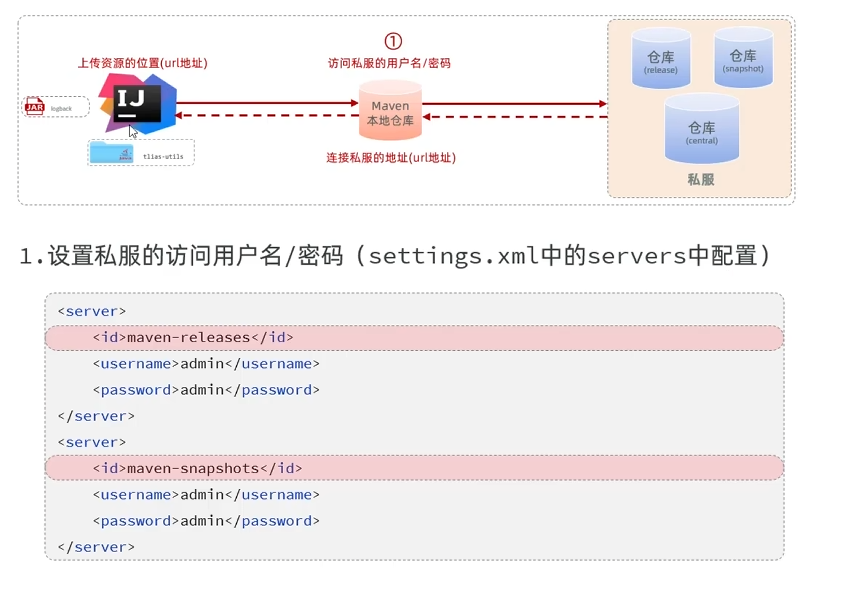 ①
上传资源的位置(url地址)
访问私服的用户名/密码
仓库
(release)
仓库
(snapshot)
IJ
JAR
logback
Maven
本地仓库
仓库
(central)
tlias-utils
连接私服的地址(url地址)
私服
1.设置私服的访问用户名/密码（settings.xml中的servers中配置）
<server>
<id>maven-releases</id>
<username>admin</username>
<password>admin</password>
</server>
<server>
<id>maven-snapshots</id>
<username>admin</username>
<password>admin</password>
</server>